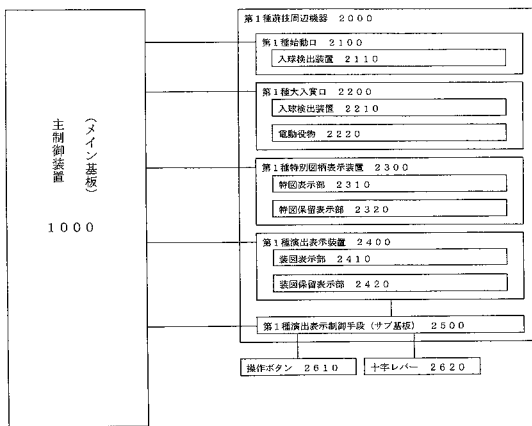 主制御装置
(メイン基板)
1000
第1種遊技周辺機器 2000
第1種始動口 2100
入球検出装置 2110
第1種大入賞口 2200
入球検出装置 2210
電動役物 2220
第1種特別図柄表示装置 2300
特図表示部 2310
特図保留表示部 2320
第1種演出表示装置 2400
装図表示部 2410
装図保留表示部 2420
第1種演出表示制御手段(サブ基板) 2500
操作ボタン 2610
十字レバー 2620